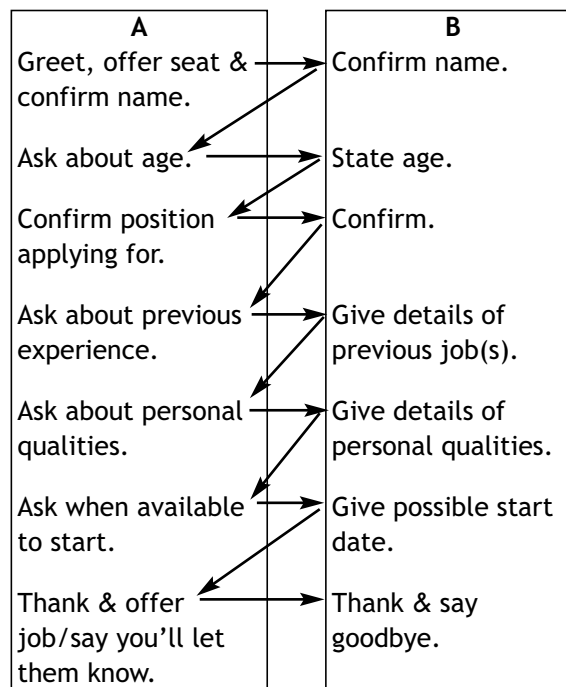 A
Greet, offer seat &
confirm name.
Ask about age.
Confirm position
applying for.
Ask about previous
experience.
Ask about personal
qualities.
Ask when available
to start.
Thank & offer
job/say you’ll let
them know.
B
Confirm name.
State age.
Confirm.
Give details of
previous job(s).
Give details of
personal qualities.
Give possible start
date.
Thank & say
goodbye.